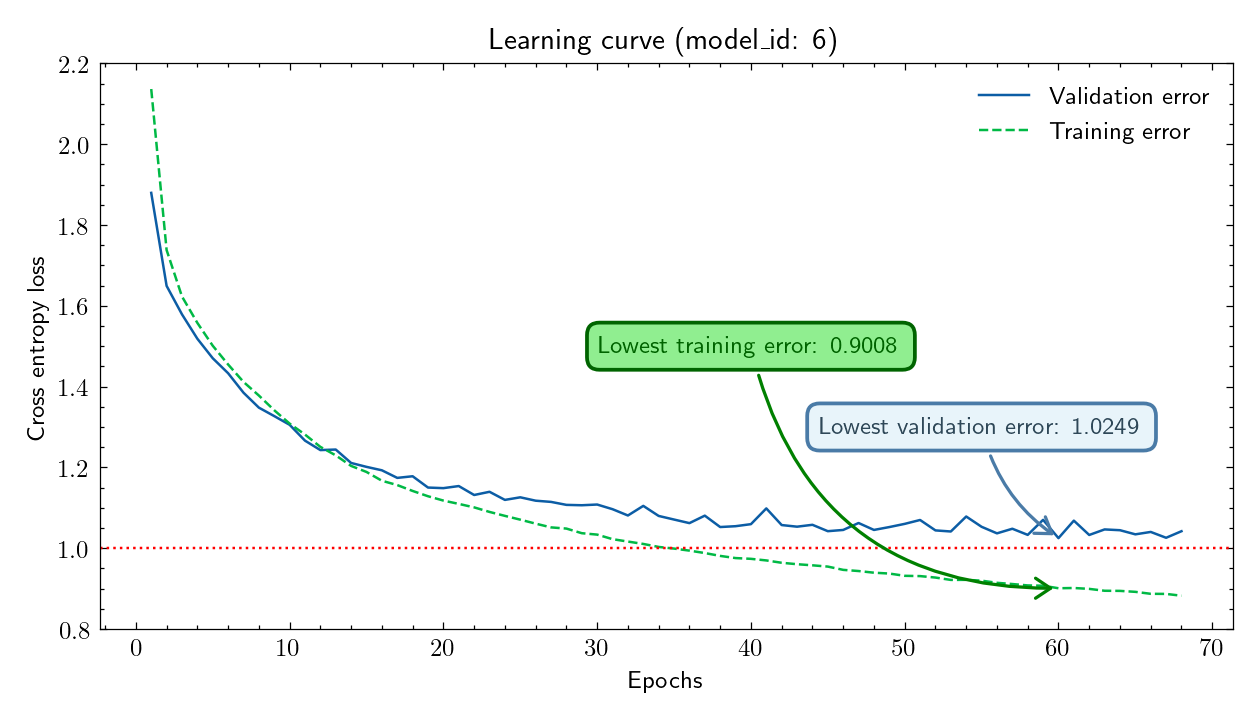 Learning curve (model_id: 6)
2.2
2.0
1.8
1.6
1.4
1.2
1.0
0.8
Cross entropy loss
Validation error
Training error
Lowest training error: 0.9008
Lowest validation error: 1.0249
0 10 20 30 40 50 60 70
Epochs